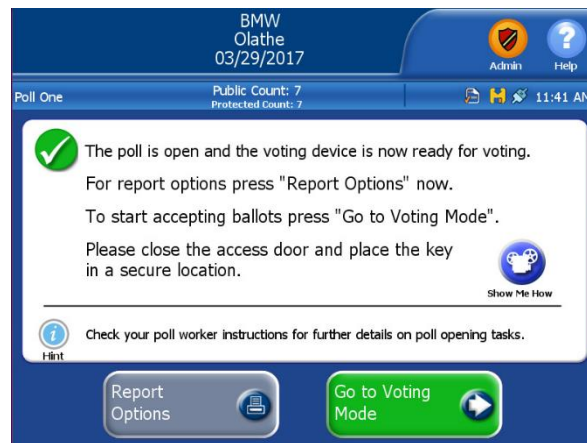 BMW
Olathe
03/29/2017
Admin
Help
Poll One
Public Count: 7
Protected Count: 7
11:41 AM
The poll is open and the voting device is now ready for voting.
For report options press "Report Options" now.
To start accepting ballots press "Go to Voting Mode".
Please close the access door and place the key
in a secure location.
Show Me How
Hint
Check your poll worker instructions for further details on poll opening tasks.
Report
Options
Go to Voting
Mode